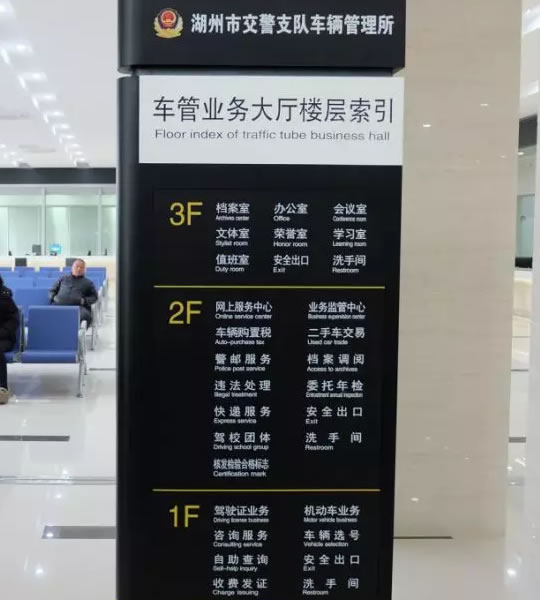 湖州市交警支队车辆管理所
车管业务大厅楼层索引
Floor index of traffic tube business hall
3F 档案室 办公室 会议室
Archives center Office Conference room
文体室 荣誉室 学习室
Stylist room Honor room Learning room
值班室 安全出口 洗手间
Duty room Exit Restroom
2F 网上服务中心 业务监管中心
Online service center Business supervision center
车辆购置税 二手车交易
Auto-purchase tax Used car trade
警邮服务 档案调阅
Police post service Access to archives
违法处理 委托年检
Illegal treatment Entrustment annual inspection
快递服务 安全出口
Express service Exit
驾校团体 洗手间
Driving school group Restroom
核发检验合格标志
Certification mark
1F 驾驶证业务 机动车业务
Driving license business Motor vehicle business
咨询服务 车辆选号
Consulting service Vehicle selection
自助查询 安全出口
Self-help inquiry Exit
收费发证 洗手间
Charge issuing Restroom